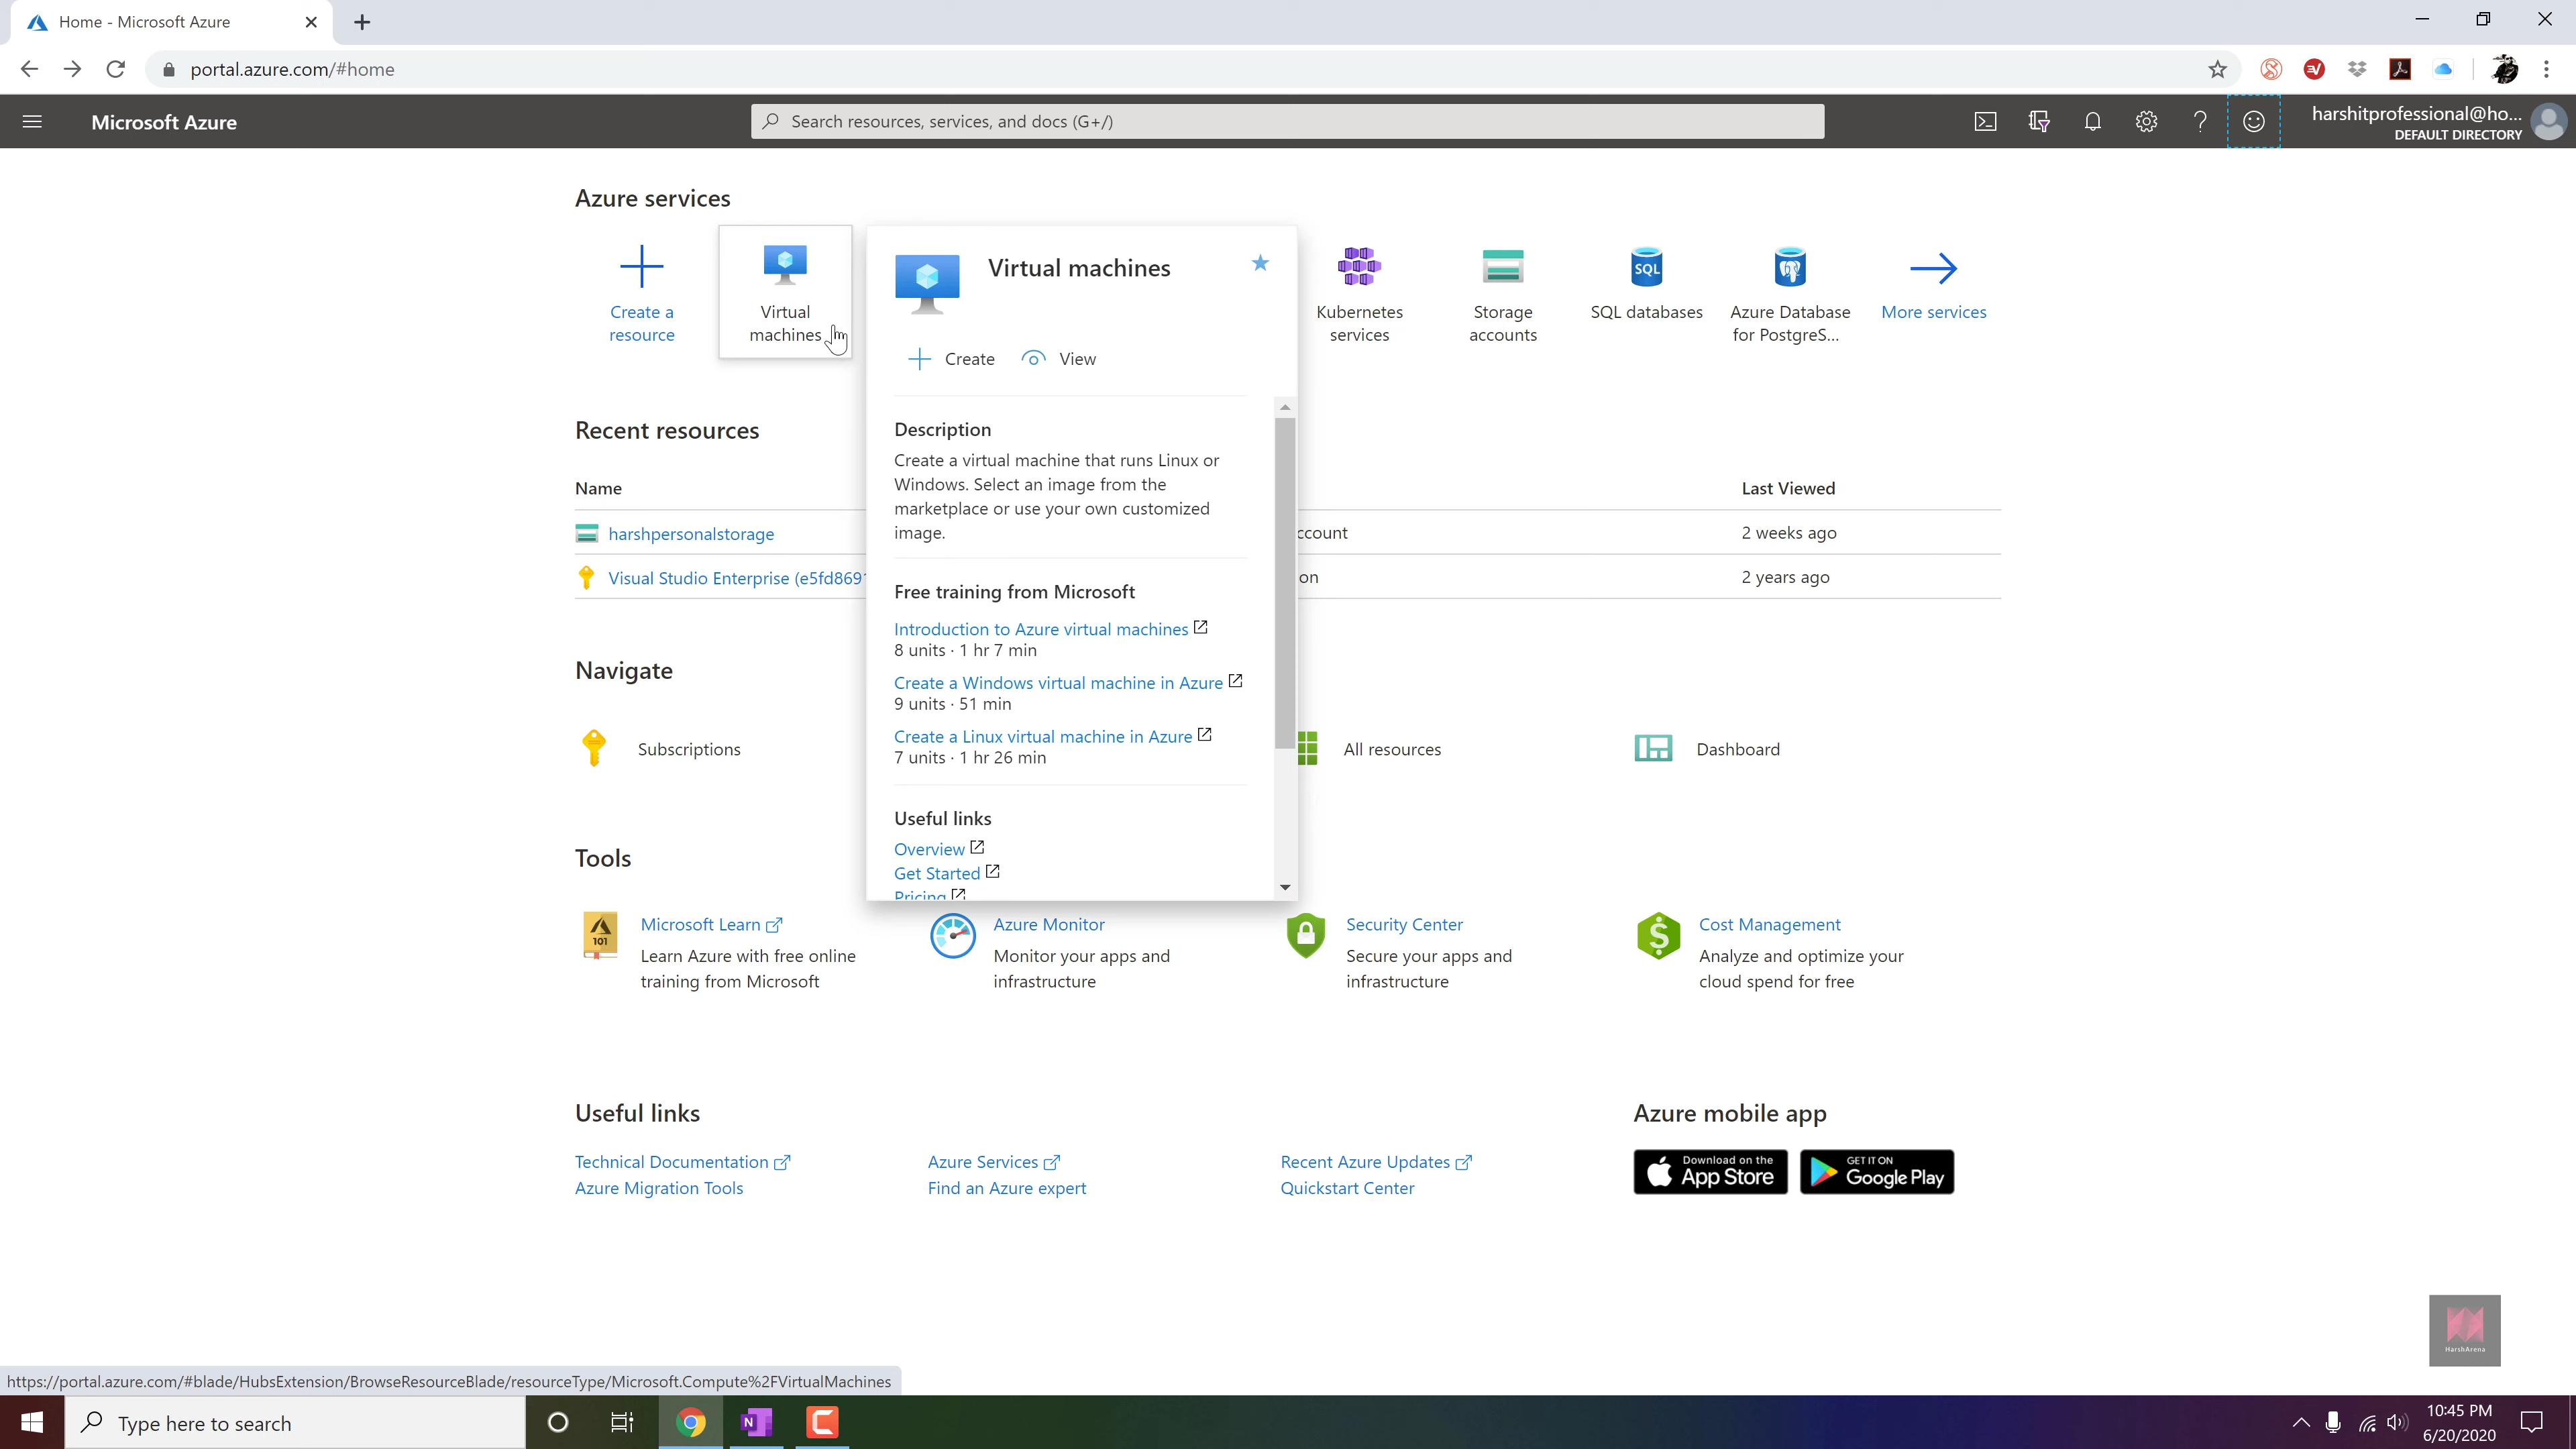 Home - Microsoft Azure
portal.azure.com/#home
Microsoft Azure
Search resources, services, and docs (G+/)
harshitprofessional@ho...
DEFAULT DIRECTORY
Azure services
Create a
resource
Virtual
machines
Virtual machines
Create
View
Kubernetes
services
Storage
accounts
SQL
SQL databases
Azure Database
for PostgreS...
More services
Description
Create a virtual machine that runs Linux or
Windows. Select an image from the
marketplace or use your own customized
image.
Free training from Microsoft
Introduction to Azure virtual machines
8 units · 1 hr 7 min
Create a Windows virtual machine in Azure
9 units · 51 min
Create a Linux virtual machine in Azure
7 units · 1 hr 26 min
Useful links
Overview
Get Started
Pricing
Recent resources
Name
Last Viewed
harshpersonalstorage
ccount
2 weeks ago
Visual Studio Enterprise (e5fd869
on
2 years ago
Navigate
Subscriptions
All resources
Dashboard
Tools
101
Microsoft Learn
Learn Azure with free online
training from Microsoft
Azure Monitor
Monitor your apps and
infrastructure
Security Center
Secure your apps and
infrastructure
Cost Management
Analyze and optimize your
cloud spend for free
Useful links
Technical Documentation
Azure Migration Tools
Azure Services
Find an Azure expert
Recent Azure Updates
Quickstart Center
Azure mobile app
Download on the
App Store
GET IT ON
Google Play
HarshArena
https://portal.azure.com/#blade/HubsExtension/BrowseResourceBlade/resourceType/Microsoft.Compute%2FVirtualMachines
Type here to search
N
10:45 PM
6/20/2020